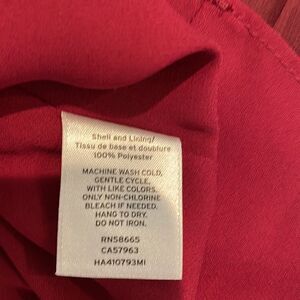 Shell and Lining/
Tissu de base et doublure
100% Polyester
MACHINE WASH COLD,
GENTLE CYCLE,
WITH LIKE COLORS.
ONLY NON-CHLORINE
BLEACH IF NEEDED.
HANG TO DRY.
DO NOT IRON.
RN58665
CA57963
HA410793MI